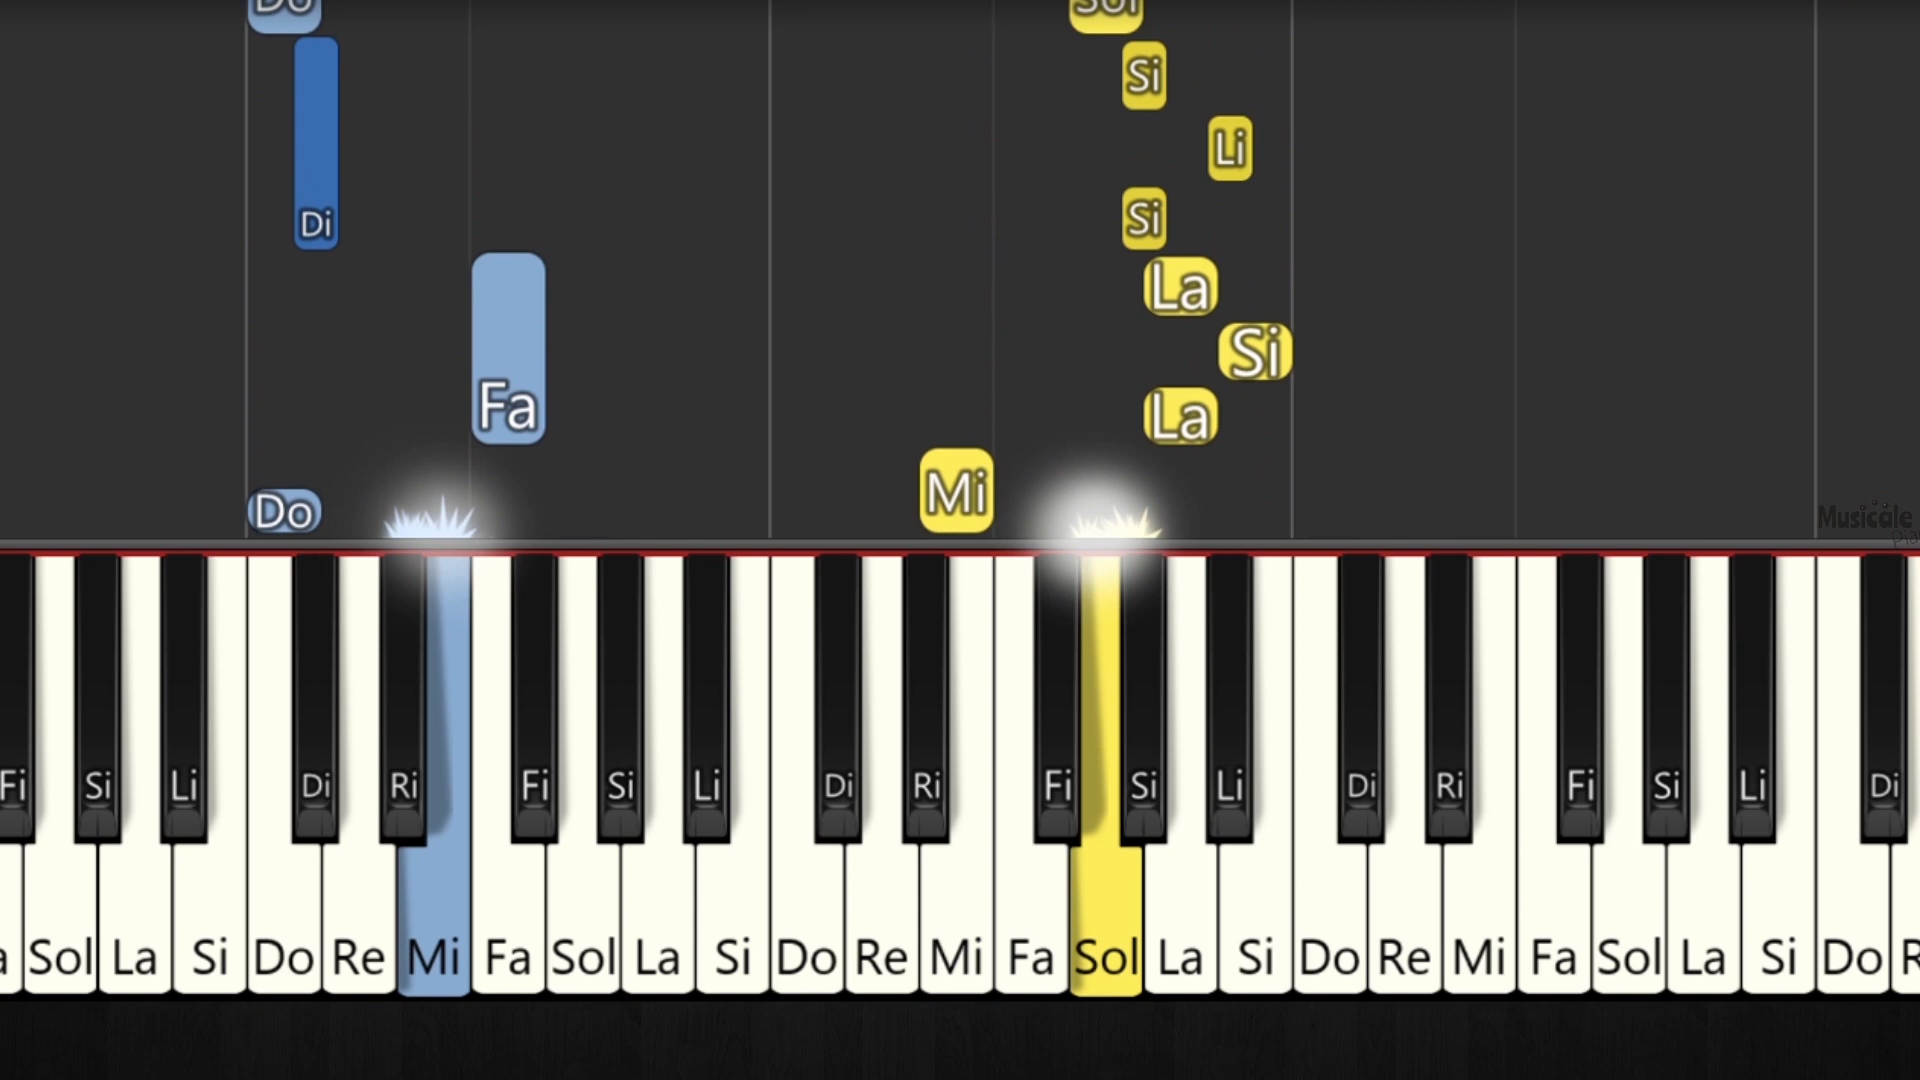 Do Sol
Si
Li
Di Si
La
Si
Fa La
Mi
Do
Musicale
Fi Si Li Di Ri Fi Si Li Di Ri Fi Si Li Di Ri Fi Si Li Di
Sol La Si Do Re Mi Fa Sol La Si Do Re Mi Fa Sol La Si Do Re Mi Fa Sol La Si Do